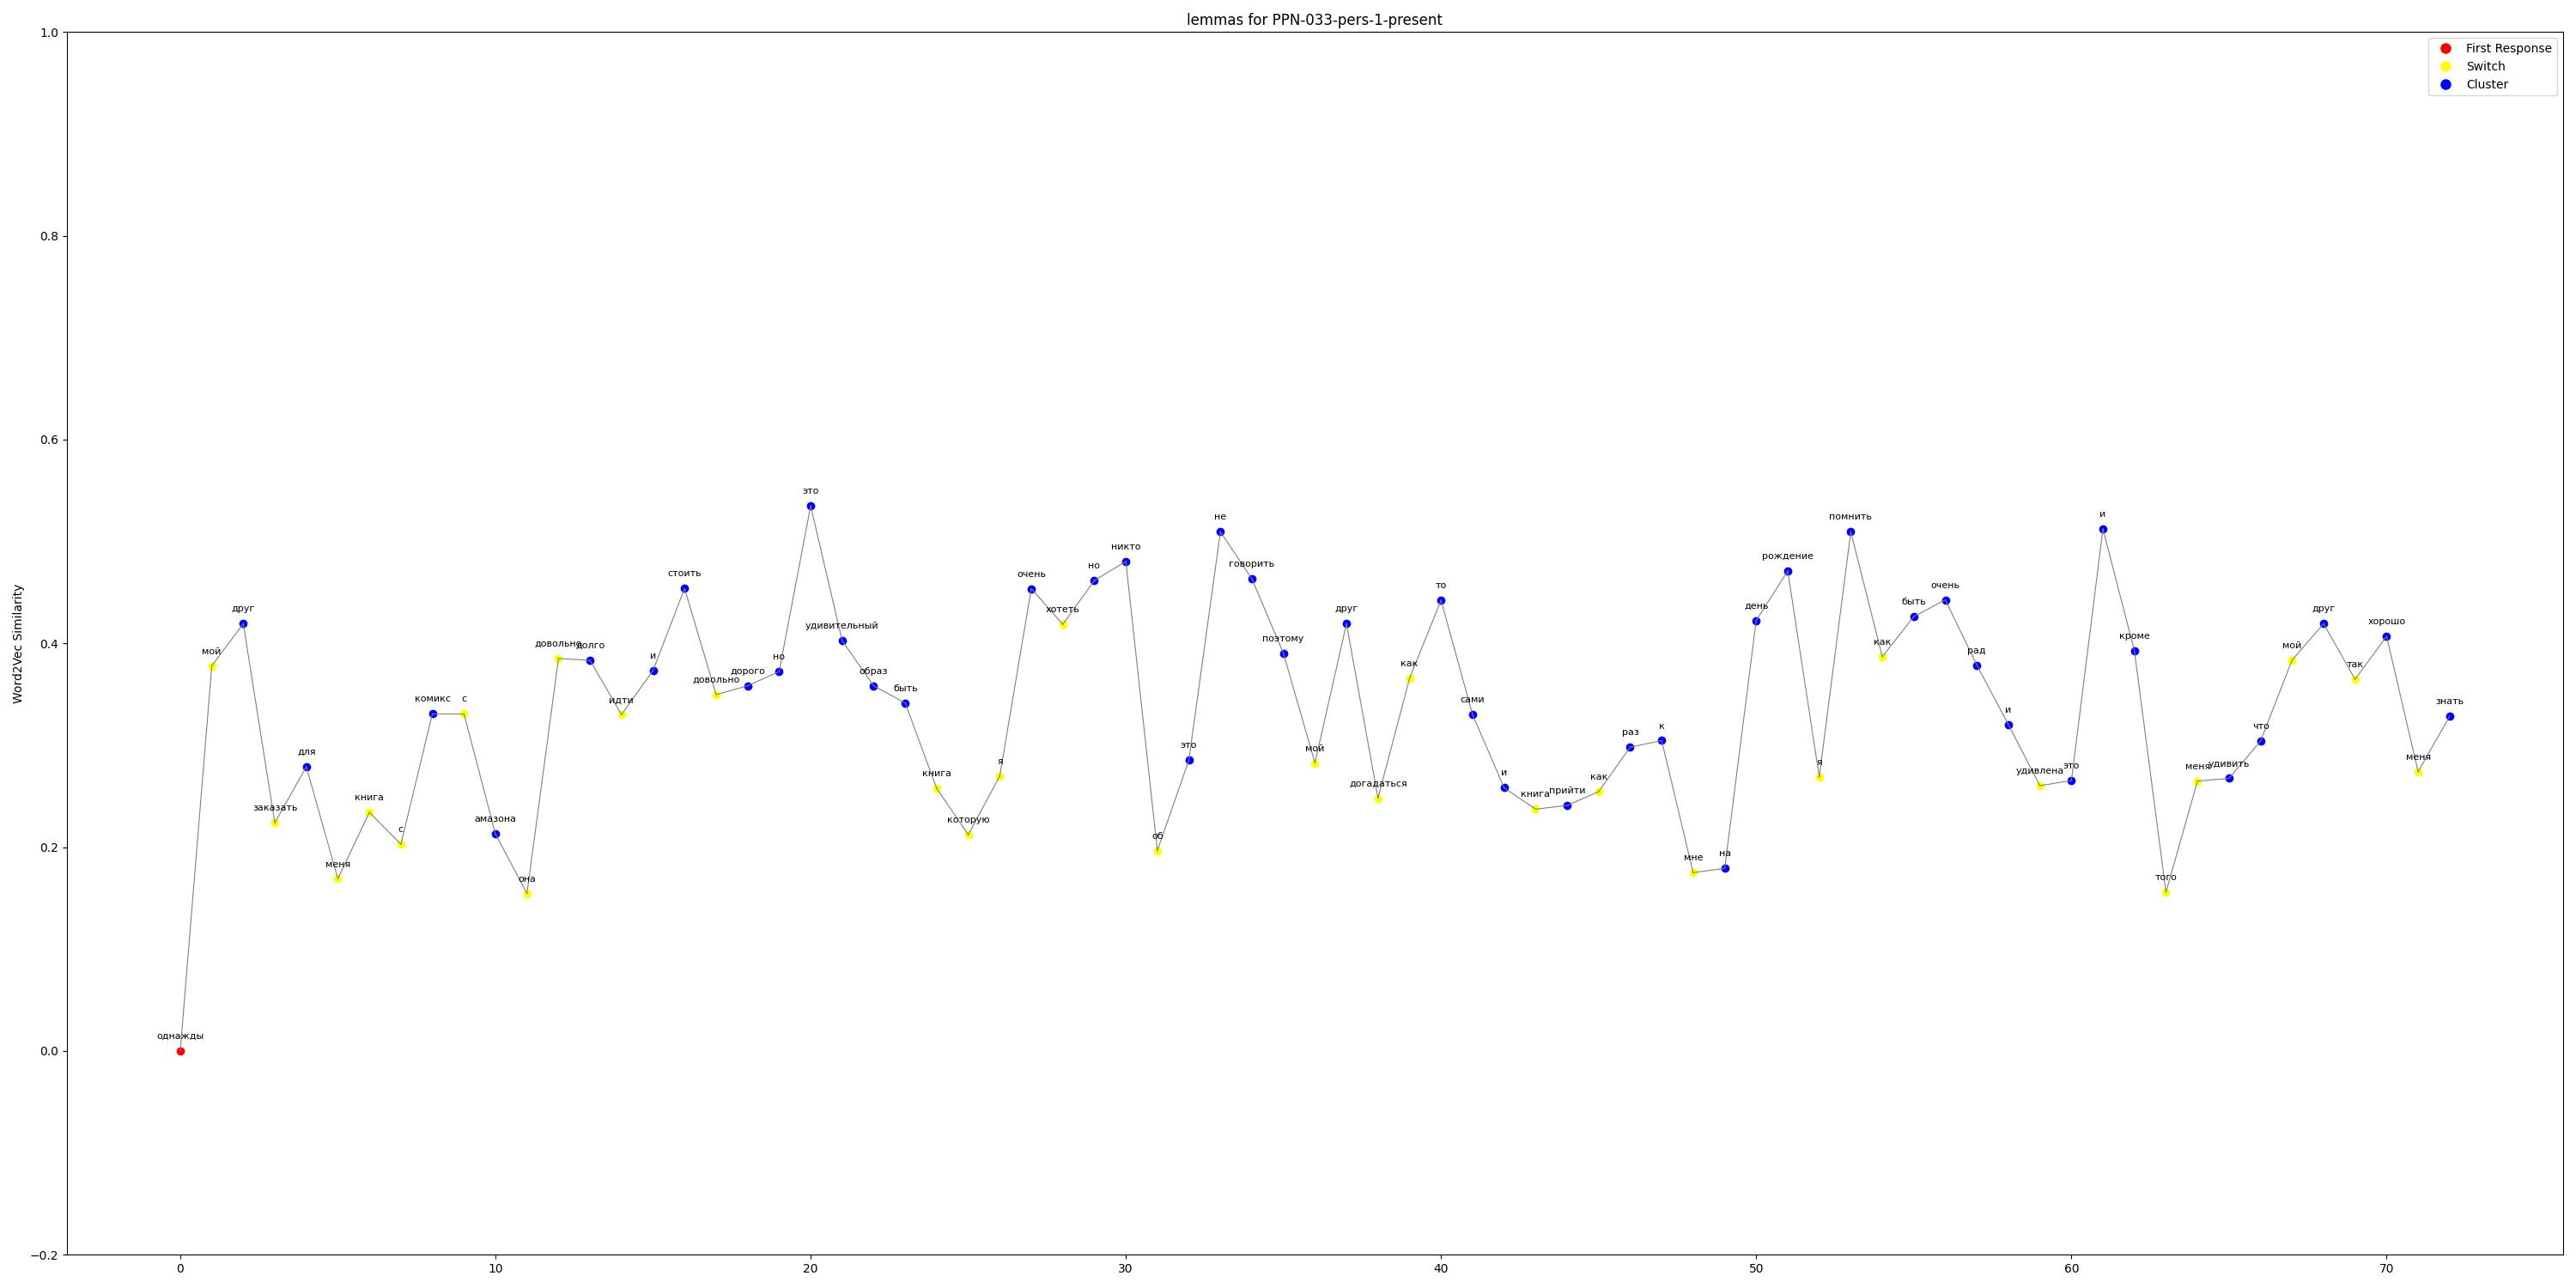 lemmas for PPN-033-pers-1-present
First Response
Switch
Cluster
Word2Vec Similarity
1.0
0.8
0.6
0.4
0.2
0.0
−0.2
однажды
мой
друг
заказать
для
меня
книга
с
комикс
с
амазона
она
довольно
долго
идти
и
стоить
довольно
дорого
но
это
удивительный
образ
быть
книга
которую
я
очень
хотеть
но
никто
об
это
не
говорить
поэтому
мой
друг
догадаться
как
то
сами
и
книга
прийти
как
раз
к
мне
на
день
рождение
я
помнить
как
быть
очень
рад
и
удивлена
это
и
кроме
того
меня
удивить
что
мой
друг
так
хорошо
меня
знать
0
10
20
30
40
50
60
70